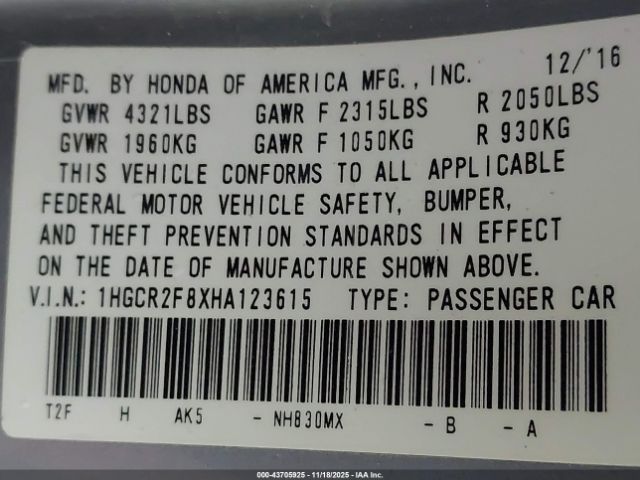 MFD. BY HONDA OF AMERICA MFG., INC. 12/'16
GVWR 4321LBS GAWR F 2315LBS R 2050LBS
GVWR 1960KG GAWR F 1050KG R 930KG
THIS VEHICLE CONFORMS TO ALL APPLICABLE
FEDERAL MOTOR VEHICLE SAFETY, BUMPER,
AND THEFT PREVENTION STANDARDS IN EFFECT
ON THE DATE OF MANUFACTURE SHOWN ABOVE.
V.I.N.: 1HGCR2F8XHA123615 TYPE: PASSENGER CAR
T2F H AK5 - NH830MX - B - A
000-43705925 - 11/18/2025 - IAAI.COM